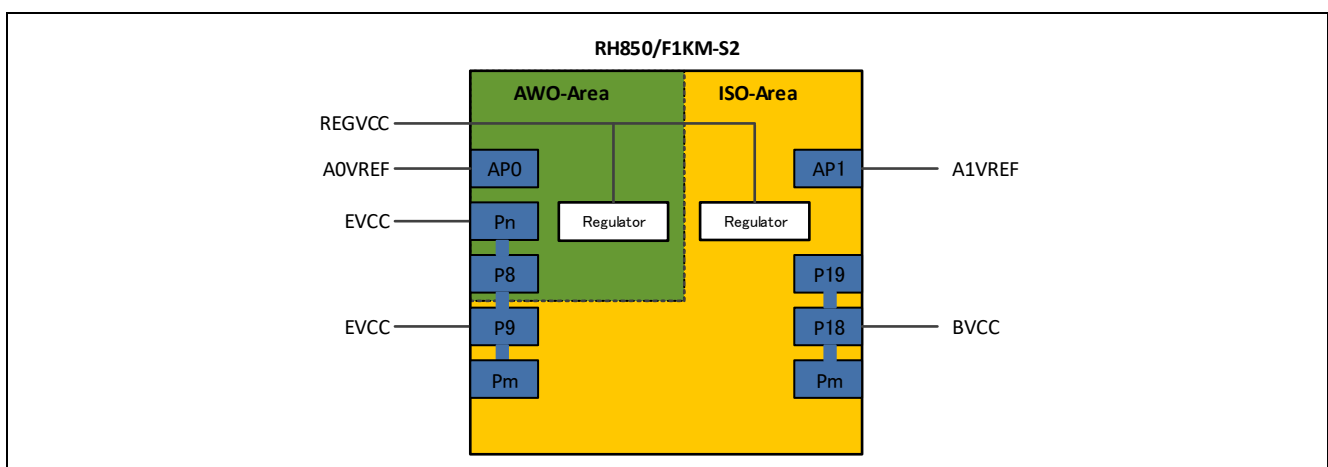 RH850/F1KM-S2
AWO-Area
ISO-Area
REGVCC
A0VREF
AP0
AP1
A1VREF
EVCC
Pn
Regulator
Regulator
P8
P19
EVCC
P9
P18
BVCC
Pm
Pm